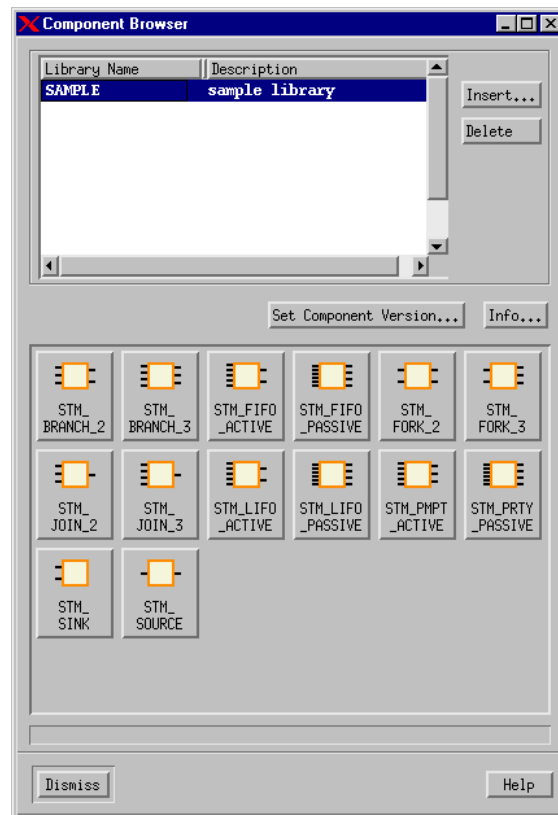 Component Browser
Library Name Description
SAMPLE sample library
Insert...
Delete
Set Component Version... Info...
STM_ STM_ STM_FIFO STM_FIFO STM_ STM_
BRANCH_2 BRANCH_3 _ACTIVE _PASSIVE FORK_2 FORK_3
STM_ STM_ STM_LIFO STM_LIFO STM_PMPT STM_PRTY
JOIN_2 JOIN_3 _ACTIVE _PASSIVE _ACTIVE _PASSIVE
STM_ STM_
SINK SOURCE
Dismiss Help